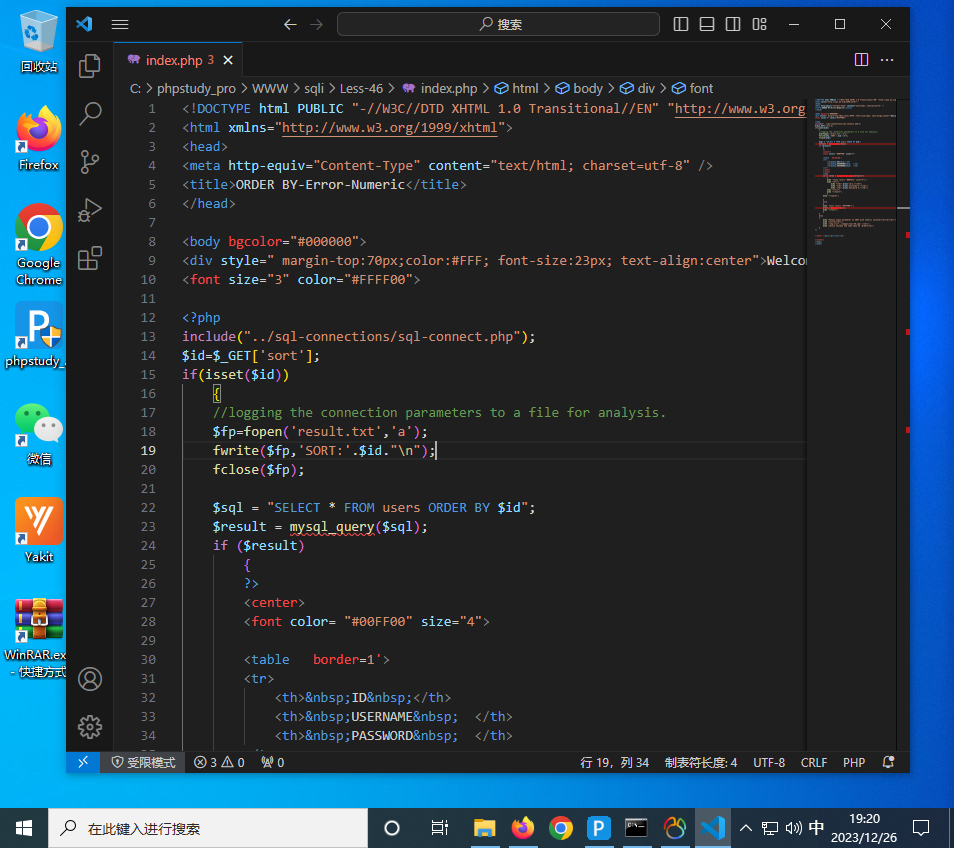 回收站
Firefox
Google
Chrome
phpstudy_
微信
Yakit
WinRAR.ex
- 快捷方式
搜索
index.php 3
C: > phpstudy_pro > WWW > sqli > Less-46 > index.php > html > body > div > font
1 <!DOCTYPE html PUBLIC "-//W3C//DTD XHTML 1.0 Transitional//EN" "http://www.w3.org
2 <html xmlns="http://www.w3.org/1999/xhtml">
3 <head>
4 <meta http-equiv="Content-Type" content="text/html; charset=utf-8" />
5 <title>ORDER BY-Error-Numeric</title>
6 </head>
7
8 <body bgcolor="#000000">
9 <div style=" margin-top:70px;color:#FFF; font-size:23px; text-align:center">Welco
10 <font size="3" color="#FFFF00">
11
12 <?php
13 include("../sql-connections/sql-connect.php");
14 $id=$_GET['sort'];
15 if(isset($id))
16 {
17 //logging the connection parameters to a file for analysis.
18 $fp=fopen('result.txt','a');
19 fwrite($fp,'SORT:'.$id."\n");
20 fclose($fp);
21
22 $sql = "SELECT * FROM users ORDER BY $id";
23 $result = mysql_query($sql);
24 if ($result)
25 {
26 ?>
27 <center>
28 <font color= "#00FF00" size="4">
29
30 <table   border=1'>
31 <tr>
32 <th>&nbsp;ID&nbsp;</th>
33 <th>&nbsp;USERNAME&nbsp;  </th>
34 <th>&nbsp;PASSWORD&nbsp;  </th>
受限模式 3 0 0 行 19，列 34 制表符长度: 4 UTF-8 CRLF PHP
在此键入进行搜索
中
19:20
2023/12/26